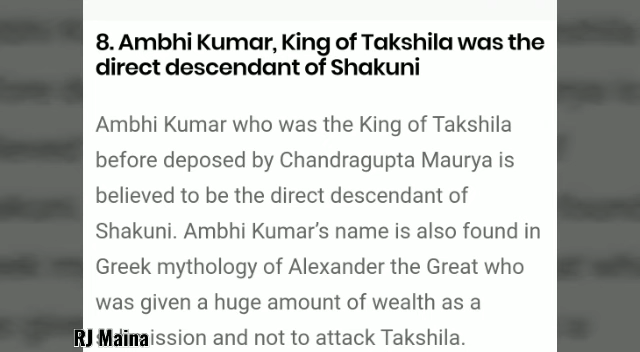 8. Ambhi Kumar, King of Takshila was the
direct descendant of Shakuni
Ambhi Kumar who was the King of Takshila
before deposed by Chandragupta Maurya is
believed to be the direct descendant of
Shakuni. Ambhi Kumar's name is also found in
Greek mythology of Alexander the Great who
was given a huge amount of wealth as a
and not to attack Takshila.
RJ Maina